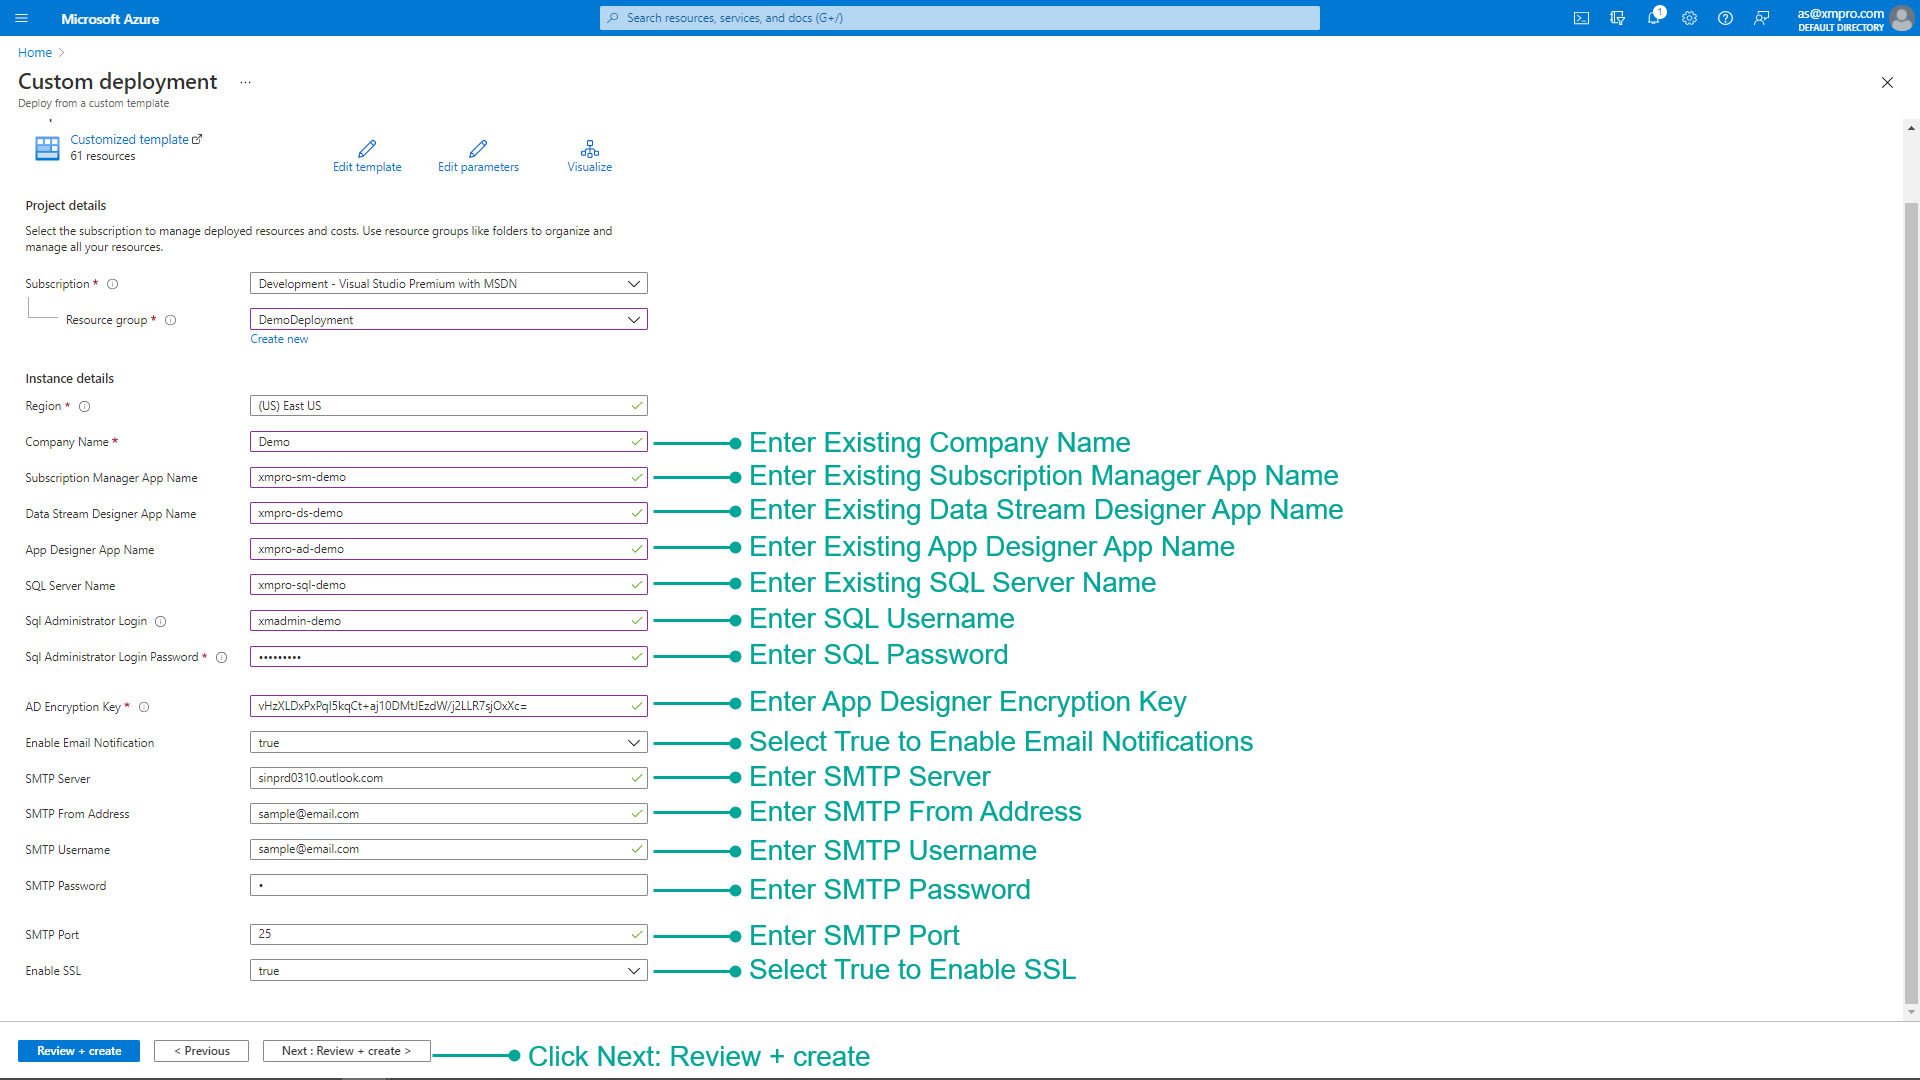 Microsoft Azure
Search resources, services, and docs (G+/)
1
as@xmpro.com
DEFAULT DIRECTORY
Home
Custom deployment ...
Deploy from a custom template
Customized template
61 resources
Edit template
Edit parameters
Visualize
Project details
Select the subscription to manage deployed resources and costs. Use resource groups like folders to organize and
manage all your resources.
Subscription * Development - Visual Studio Premium with MSDN
Resource group * DemoDeployment
Create new
Instance details
Region * (US) East US
Company Name * Demo Enter Existing Company Name
Subscription Manager App Name xmpro-sm-demo Enter Existing Subscription Manager App Name
Data Stream Designer App Name xmpro-ds-demo Enter Existing Data Stream Designer App Name
App Designer App Name xmpro-ad-demo Enter Existing App Designer App Name
SQL Server Name xmpro-sql-demo Enter Existing SQL Server Name
Sql Administrator Login xmadmin-demo Enter SQL Username
Sql Administrator Login Password * ••••••••• Enter SQL Password
AD Encryption Key * vHzXLDxPxPqI5kqCt+aj10DMtJEzdW/j2LLR7sjOxXc= Enter App Designer Encryption Key
Enable Email Notification true Select True to Enable Email Notifications
SMTP Server sinprd0310.outlook.com Enter SMTP Server
SMTP From Address sample@email.com Enter SMTP From Address
SMTP Username sample@email.com Enter SMTP Username
SMTP Password • Enter SMTP Password
SMTP Port 25 Enter SMTP Port
Enable SSL true Select True to Enable SSL
Review + create < Previous Next : Review + create > Click Next: Review + create